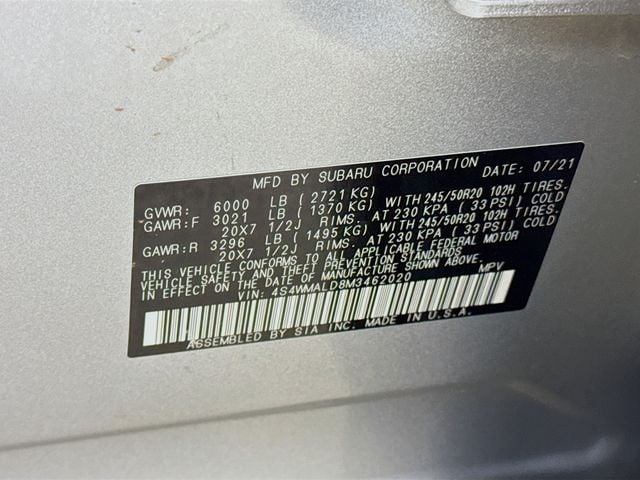 MFD BY SUBARU CORPORATION DATE: 07/21
GVWR: 6000 LB ( 2721 KG)
GAWR:F 3021 LB ( 1370 KG) WITH 245/50R20 102H TIRES.
20X7 1/2J RIMS. AT 230 KPA ( 33 PSI) COLD
GAWR:R 3296 LB ( 1495 KG) WITH 245/50R20 102H TIRES.
20X7 1/2J RIMS. AT 230 KPA ( 33 PSI) COLD
THIS VEHICLE CONFORMS TO ALL APPLICABLE FEDERAL MOTOR
VEHICLE SAFETY AND THEFT PREVENTION STANDARDS
IN EFFECT ON THE DATE OF MANUFACTURE SHOWN ABOVE.
VIN: 4S4WMALD8M3462020 MPV
ASSEMBLED BY SIA INC. MADE IN U.S.A.